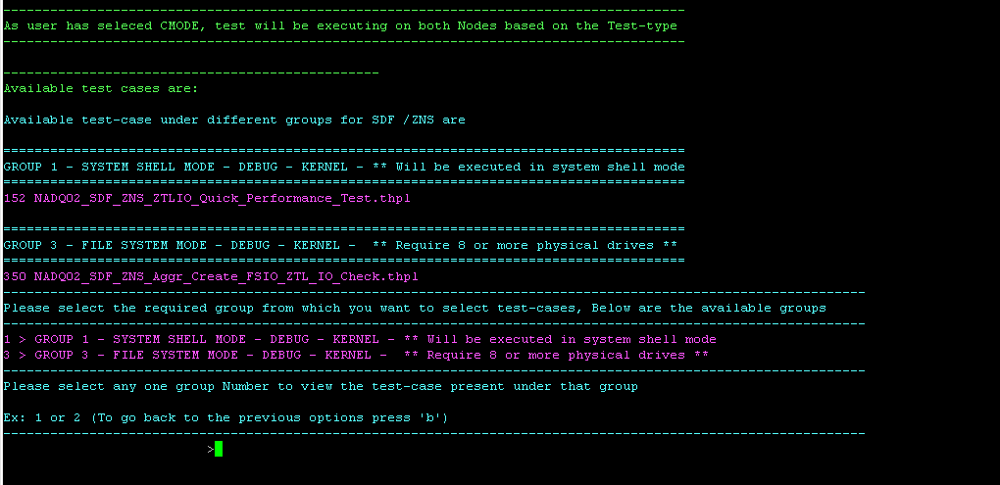 ---------------------------------------------------------------------------------------
As user has seleced CMODE, test will be executing on both Nodes based on the Test-type
---------------------------------------------------------------------------------------
------------------------------------------------
Available test cases are:
Available test-case under different groups for SDF /ZNS are
=======================================================================================
GROUP 1 - SYSTEM SHELL MODE - DEBUG - KERNEL - ** Will be executed in system shell mode
=======================================================================================
152 NADQ02_SDF_ZNS_ZTLIO_Quick_Performance_Test.thpl
=======================================================================================
GROUP 3 - FILE SYSTEM MODE - DEBUG - KERNEL -  ** Require 8 or more physical drives **
=======================================================================================
350 NADQ02_SDF_ZNS_Aggr_Create_FSIO_ZTL_IO_Check.thpl
--------------------------------------------------------------------------------------------------------------
Please select the required group from which you want to select test-cases, Below are the available groups
--------------------------------------------------------------------------------------------------------------
1 > GROUP 1 - SYSTEM SHELL MODE - DEBUG - KERNEL - ** Will be executed in system shell mode
3 > GROUP 3 - FILE SYSTEM MODE - DEBUG - KERNEL -  ** Require 8 or more physical drives **
--------------------------------------------------------------------------------------------------------------
Please select any one group Number to view the test-case present under that group
Ex: 1 or 2 (To go back to the previous options press 'b')
--------------------------------------------------------------------------------------------------------------
>